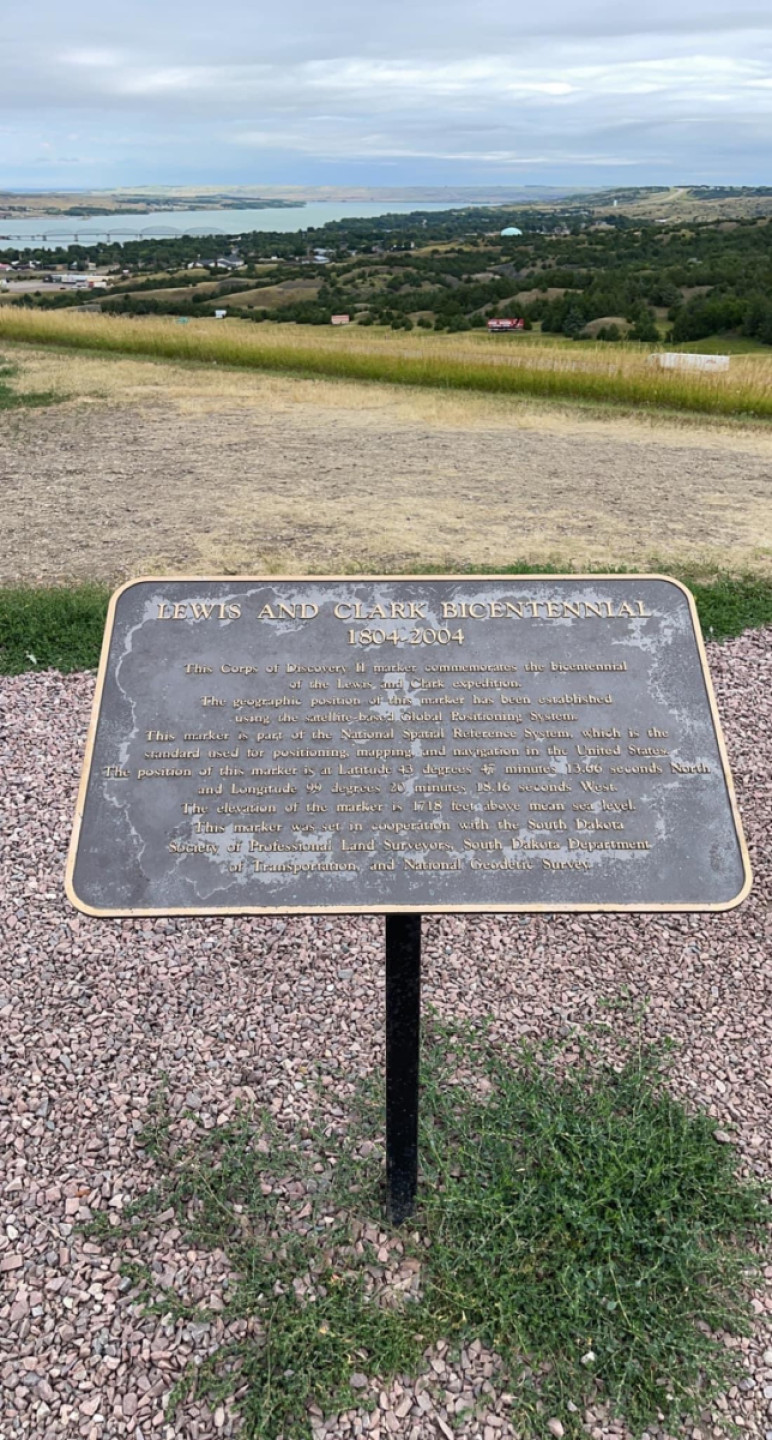 LEWIS AND CLARK BICENTENNIAL
1804-2004
This Corps of Discovery II marker commemorates the bicentennial
of the Lewis and Clark expedition.
The geographic position of this marker has been established
using the satellite-based Global Positioning System.
This marker is part of the National Spatial Reference System, which is the
standard used for positioning, mapping, and navigation in the United States.
The position of this marker is at Latitude 43 degrees 47 minutes 13.66 seconds North
and Longitude 99 degrees 20 minutes 18.16 seconds West.
The elevation of the marker is 1718 feet above mean sea level.
This marker was set in cooperation with the South Dakota
Society of Professional Land Surveyors, South Dakota Department
of Transportation, and National Geodetic Survey.